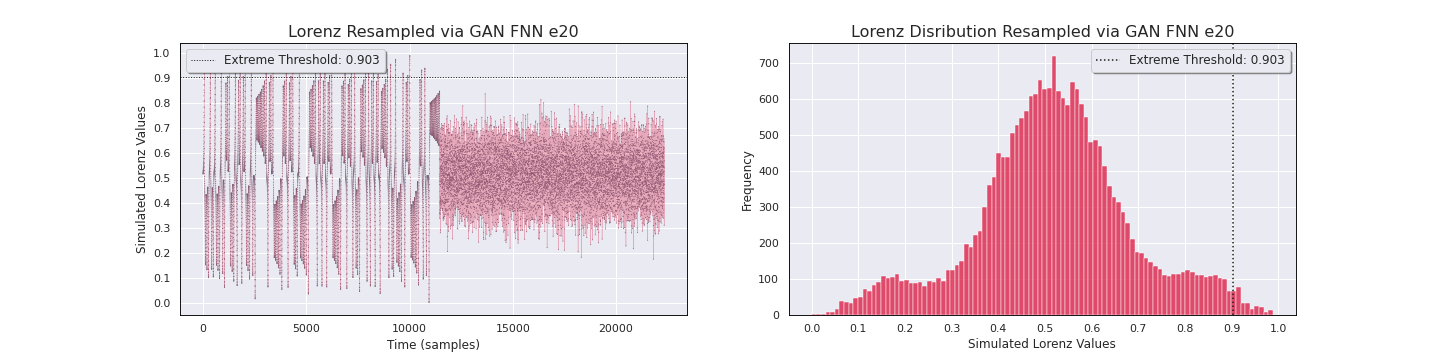 Lorenz Resampled via GAN FNN e20
Extreme Threshold: 0.903
1.0
0.9
0.8
0.7
0.6
0.5
0.4
0.3
0.2
0.1
0.0
Simulated Lorenz Values
0 5000 10000 15000 20000
Time (samples)
Lorenz Disribution Resampled via GAN FNN e20
Extreme Threshold: 0.903
700
600
500
400
300
200
100
0
Frequency
0.0 0.1 0.2 0.3 0.4 0.5 0.6 0.7 0.8 0.9 1.0
Simulated Lorenz Values